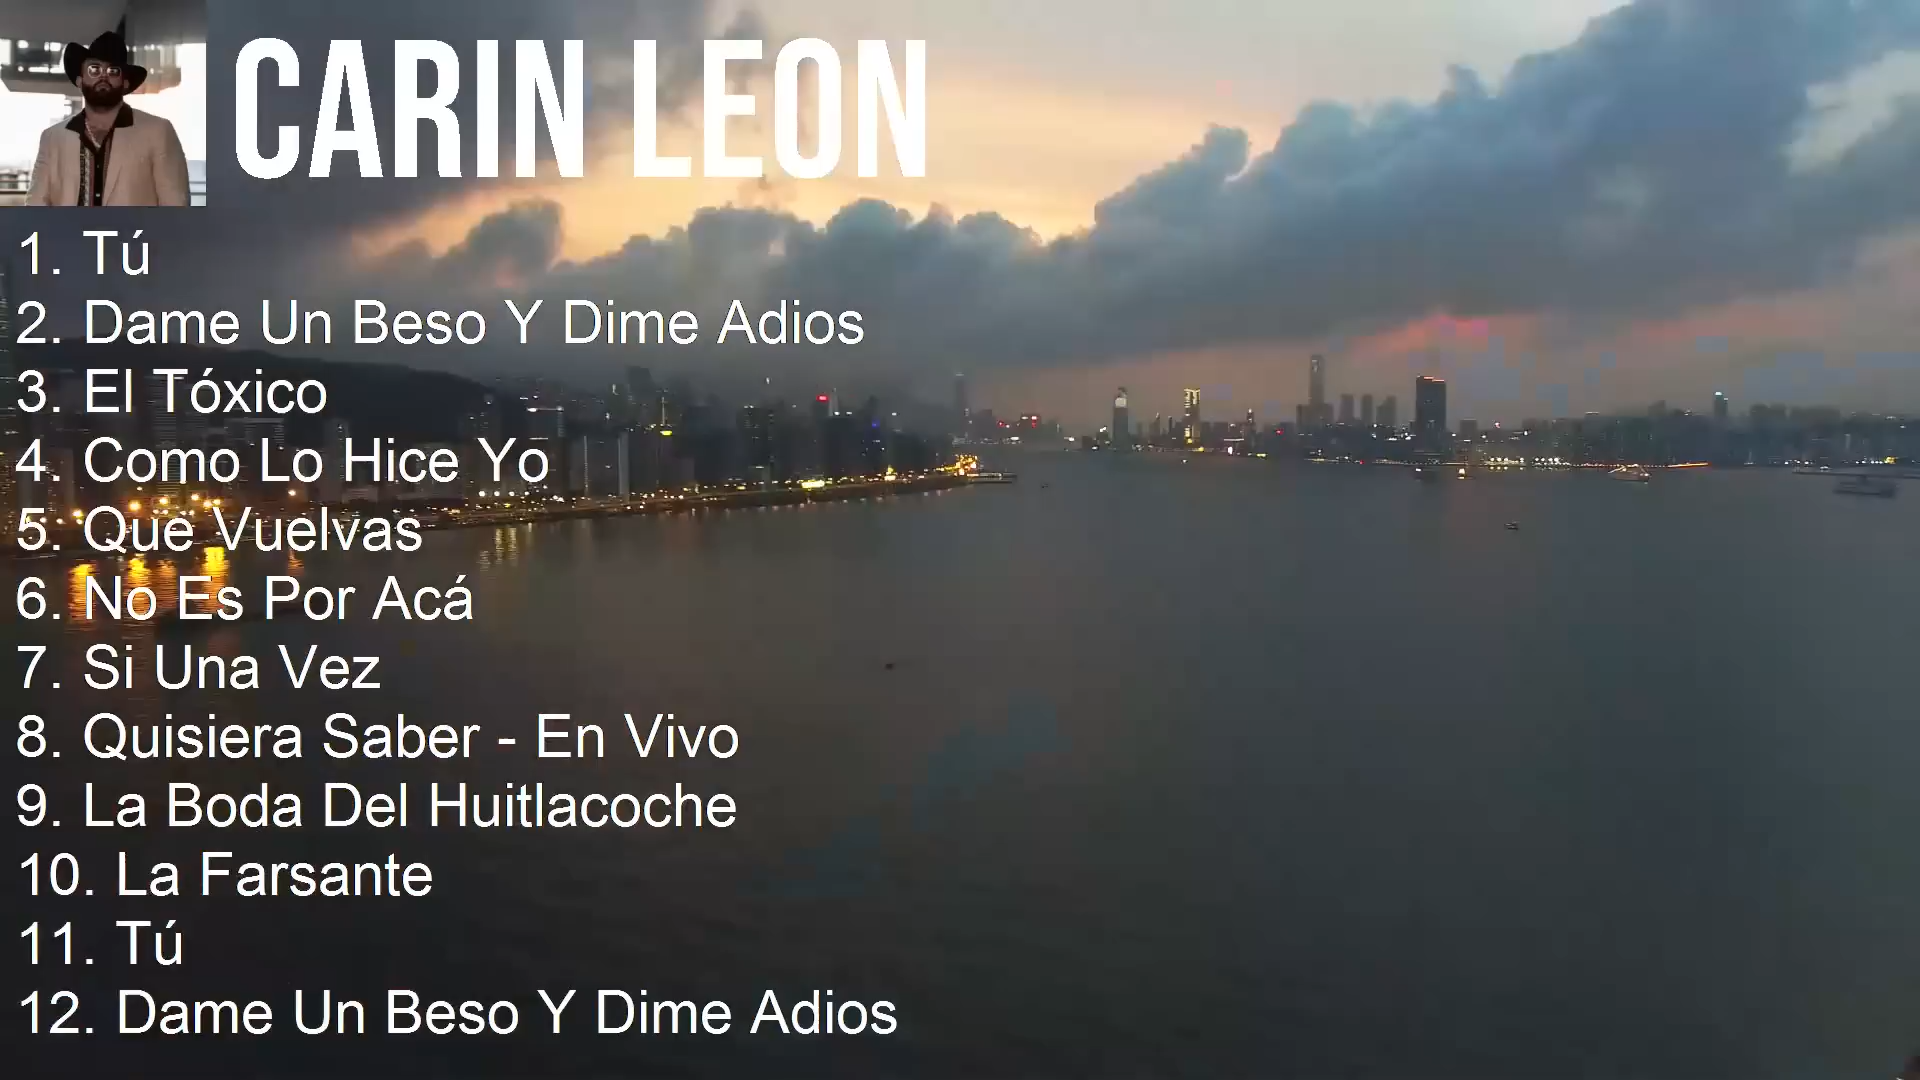 CARIN LEON
1. Tú
2. Dame Un Beso Y Dime Adios
3. El Tóxico
4. Como Lo Hice Yo
5. Que Vuelvas
6. No Es Por Acá
7. Si Una Vez
8. Quisiera Saber - En Vivo
9. La Boda Del Huitlacoche
10. La Farsante
11. Tú
12. Dame Un Beso Y Dime Adios